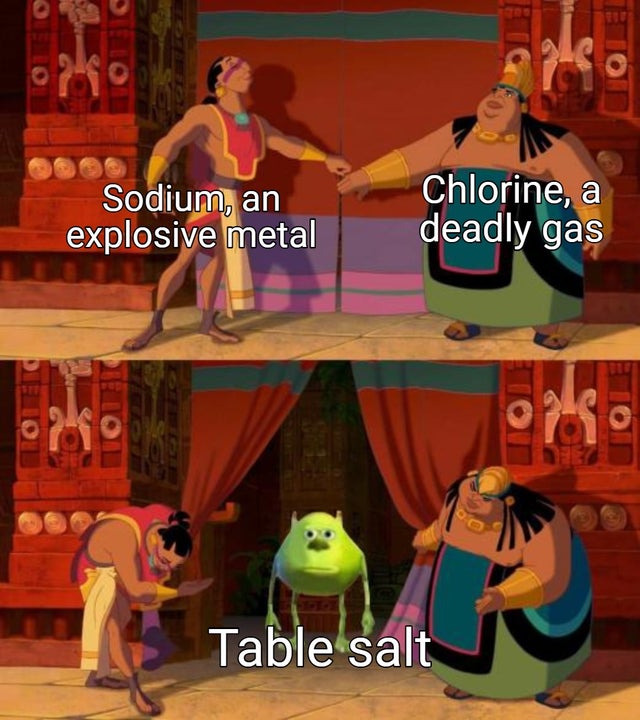 Sodium, an
explosive metal
Chlorine, a
deadly gas
Table salt